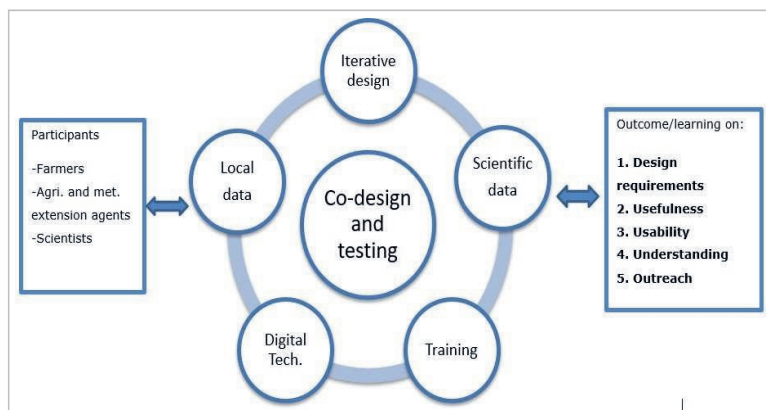 Participants
-Farmers
-Agri. and met.
extension agents
-Scientists
Iterative
design
Local
data
Scientific
data
Co-design
and
testing
Digital
Tech.
Training
Outcome/learning on:
1. Design
requirements
2. Usefulness
3. Usability
4. Understanding
5. Outreach